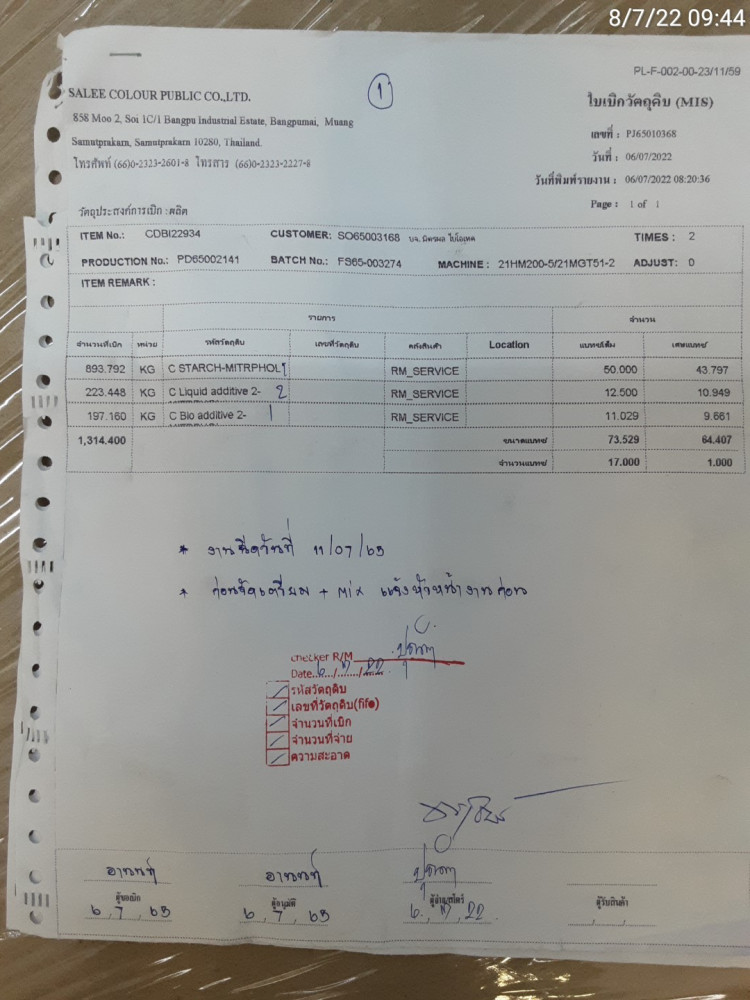 8/7/22 09:44
PL-F-002-00-23/11/59
1
SALEE COLOUR PUBLIC CO.,LTD.
ใบเบิกวัตถุดิบ (MIS)
858 Moo 2, Soi 1C/1 Bangpu Industrial Estate, Bangpumai, Muang
Samutprakarn, Samutprakarn 10280, Thailand.
เลขที่ : PJ65010368
โทรศัพท์ (66)0-2323-2601-8 โทรสาร (66)0-2323-2227-8
วันที่ : 06/07/2022
วันที่พิมพ์รายงาน : 06/07/2022 08:20:36
Page : 1 of 1
วัตถุประสงค์การเบิก : ผลิต
ITEM No.: CDBI22934 CUSTOMER: SO65003168 บจ. มิตรผล ไบโอฟูเอล TIMES : 2
PRODUCTION No.: PD65002141 BATCH No.: FS65-003274 MACHINE : 21HM200-5/21MGT51-2 ADJUST: 0
ITEM REMARK :
รายการ จำนวน
จำนวนที่เบิก หน่วย รหัสวัตถุดิบ เลขที่วัตถุดิบ คลังสินค้า Location แบทช์เต็ม เศษแบทช์
893.792 KG C STARCH-MITRPHOL 1 RM_SERVICE 50.000 43.797
223.448 KG C Liquid additive 2- 2 RM_SERVICE 12.500 10.949
197.160 KG C Bio additive 2- 1 RM_SERVICE 11.029 9.661
1,314.400 ขนาดแบทช์ 73.529 64.407
จำนวนแบทช์ 17.000 1.000
* งานฉีดวันที่ 11/07/65
* ก่อนจัดเตรียม + Mix แจ้งหัวหน้างานก่อน
checker R/M
Date 6/7/22
รหัสวัตถุดิบ
เลขที่วัตถุดิบ(fifo)
จำนวนที่เบิก
จำนวนที่จ่าย
ความสะอาด
อานนท์ อานนท์
ผู้ขอเบิก ผู้อนุมัติ ผู้รับสินค้า
6, 7, 65 6, 7, 65 6, 7, 22